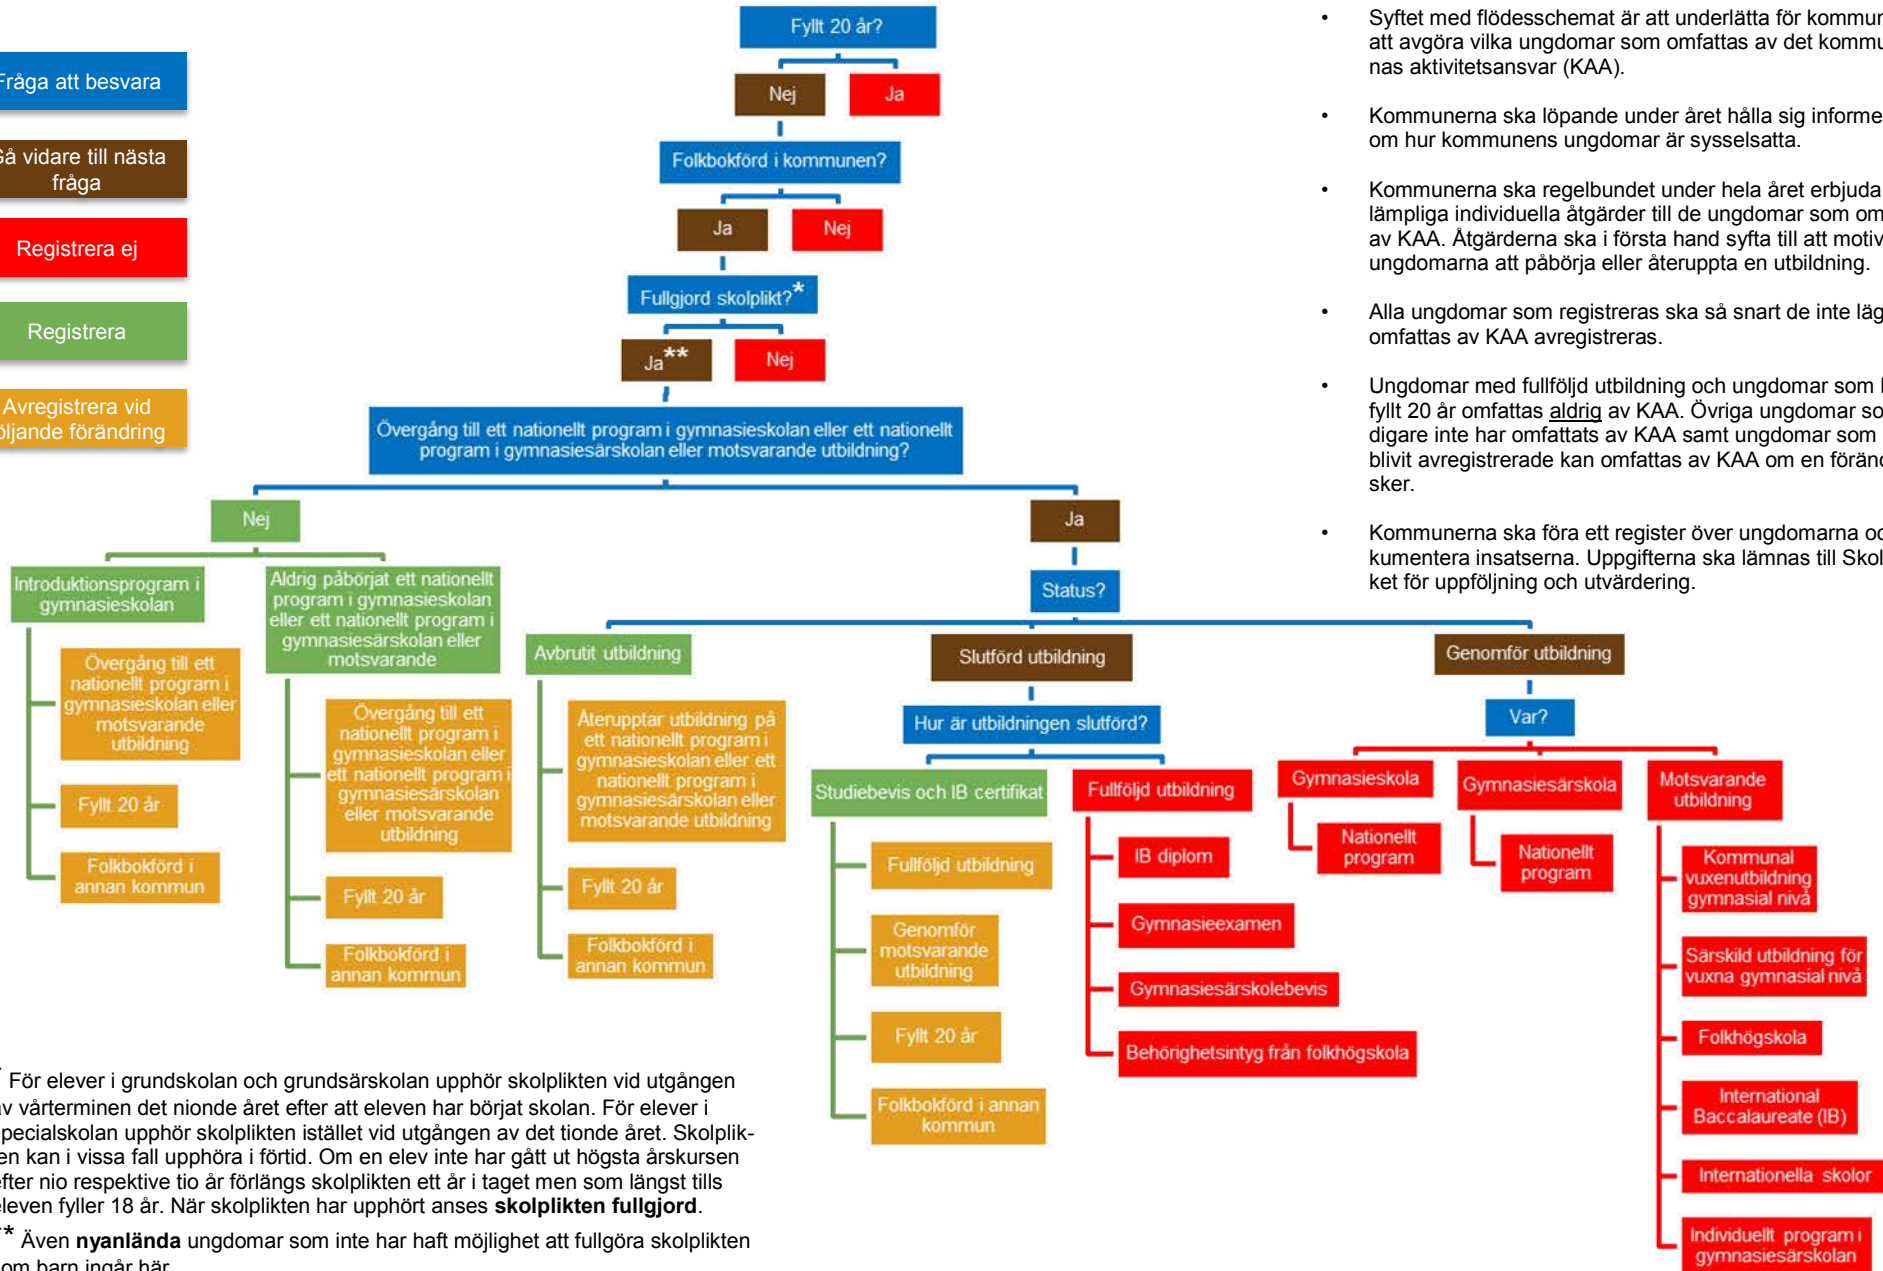 Fråga att besvara
Gå vidare till nästa
fråga
Registrera ej
Registrera
Avregistrera vid
följande förändring
Fyllt 20 år?
Nej
Ja
Folkbokförd i kommunen?
Ja
Nej
Fullgjord skolplikt?*
Ja**
Nej
Övergång till ett nationellt program i gymnasieskolan eller ett nationellt
program i gymnasiesärskolan eller motsvarande utbildning?
Nej
Ja
Introduktionsprogram i
gymnasieskolan
Övergång till ett
nationellt program i
gymnasieskolan eller
motsvarande
utbildning
Fyllt 20 år
Folkbokförd i
annan kommun
Aldrig påbörjat ett nationellt
program i gymnasieskolan
eller ett nationellt program i
gymnasiesärskolan eller
motsvarande
Övergång till ett
nationellt program i
gymnasieskolan eller
ett nationellt program i
gymnasiesärskolan
eller motsvarande
utbildning
Fyllt 20 år
Folkbokförd i
annan kommun
Status?
Avbrutit utbildning
Återupptar utbildning på
ett nationellt program i
gymnasieskolan eller ett
nationellt program i
gymnasiesärskolan eller
motsvarande utbildning
Fyllt 20 år
Folkbokförd i
annan kommun
Slutförd utbildning
Hur är utbildningen slutförd?
Studiebevis och IB certifikat
Fullföljd utbildning
Genomför
motsvarande
utbildning
Fyllt 20 år
Folkbokförd i annan
kommun
Fullföljd utbildning
IB diplom
Gymnasieexamen
Gymnasiesärskolebevis
Behörighetsintyg från folkhögskola
Genomför utbildning
Var?
Gymnasieskola
Nationellt
program
Gymnasiesärskola
Nationellt
program
Motsvarande
utbildning
Kommunal
vuxenutbildning
gymnasial nivå
Särskild utbildning för
vuxna gymnasial nivå
Folkhögskola
International
Baccalaureate (IB)
Internationella skolor
Individuellt program i
gymnasiesärskolan
• Syftet med flödesschemat är att underlätta för
att avgöra vilka ungdomar som omfattas av det
nas aktivitetsansvar (KAA).
• Kommunerna ska löpande under året hålla sig
om hur kommunens ungdomar är sysselsatta.
• Kommunerna ska regelbundet under hela året erbjuda
lämpliga individuella åtgärder till de ungdomar som
av KAA. Åtgärderna ska i första hand syfta till att
ungdomarna att påbörja eller återuppta en utbildning.
• Alla ungdomar som registreras ska så snart de inte
omfattas av KAA avregistreras.
• Ungdomar med fullföljd utbildning och ungdomar som
fyllt 20 år omfattas aldrig av KAA. Övriga ungdomar
digare inte har omfattats av KAA samt ungdomar som
blivit avregistrerade kan omfattas av KAA om en
sker.
• Kommunerna ska föra ett register över ungdomarna
kumentera insatserna. Uppgifterna ska lämnas till
ket för uppföljning och utvärdering.
* För elever i grundskolan och grundsärskolan upphör skolplikten vid utgången
av vårterminen det nionde året efter att eleven har börjat skolan. För elever i
specialskolan upphör skolplikten istället vid utgången av det tionde året. Skolplik-
ten kan i vissa fall upphöra i förtid. Om en elev inte har gått ut högsta årskursen
efter nio respektive tio år förlängs skolplikten ett år i taget men som längst tills
eleven fyller 18 år. När skolplikten har upphört anses skolplikten fullgjord.
** Även nyanlända ungdomar som inte har haft möjlighet att fullgöra skolplikten
som barn ingår här